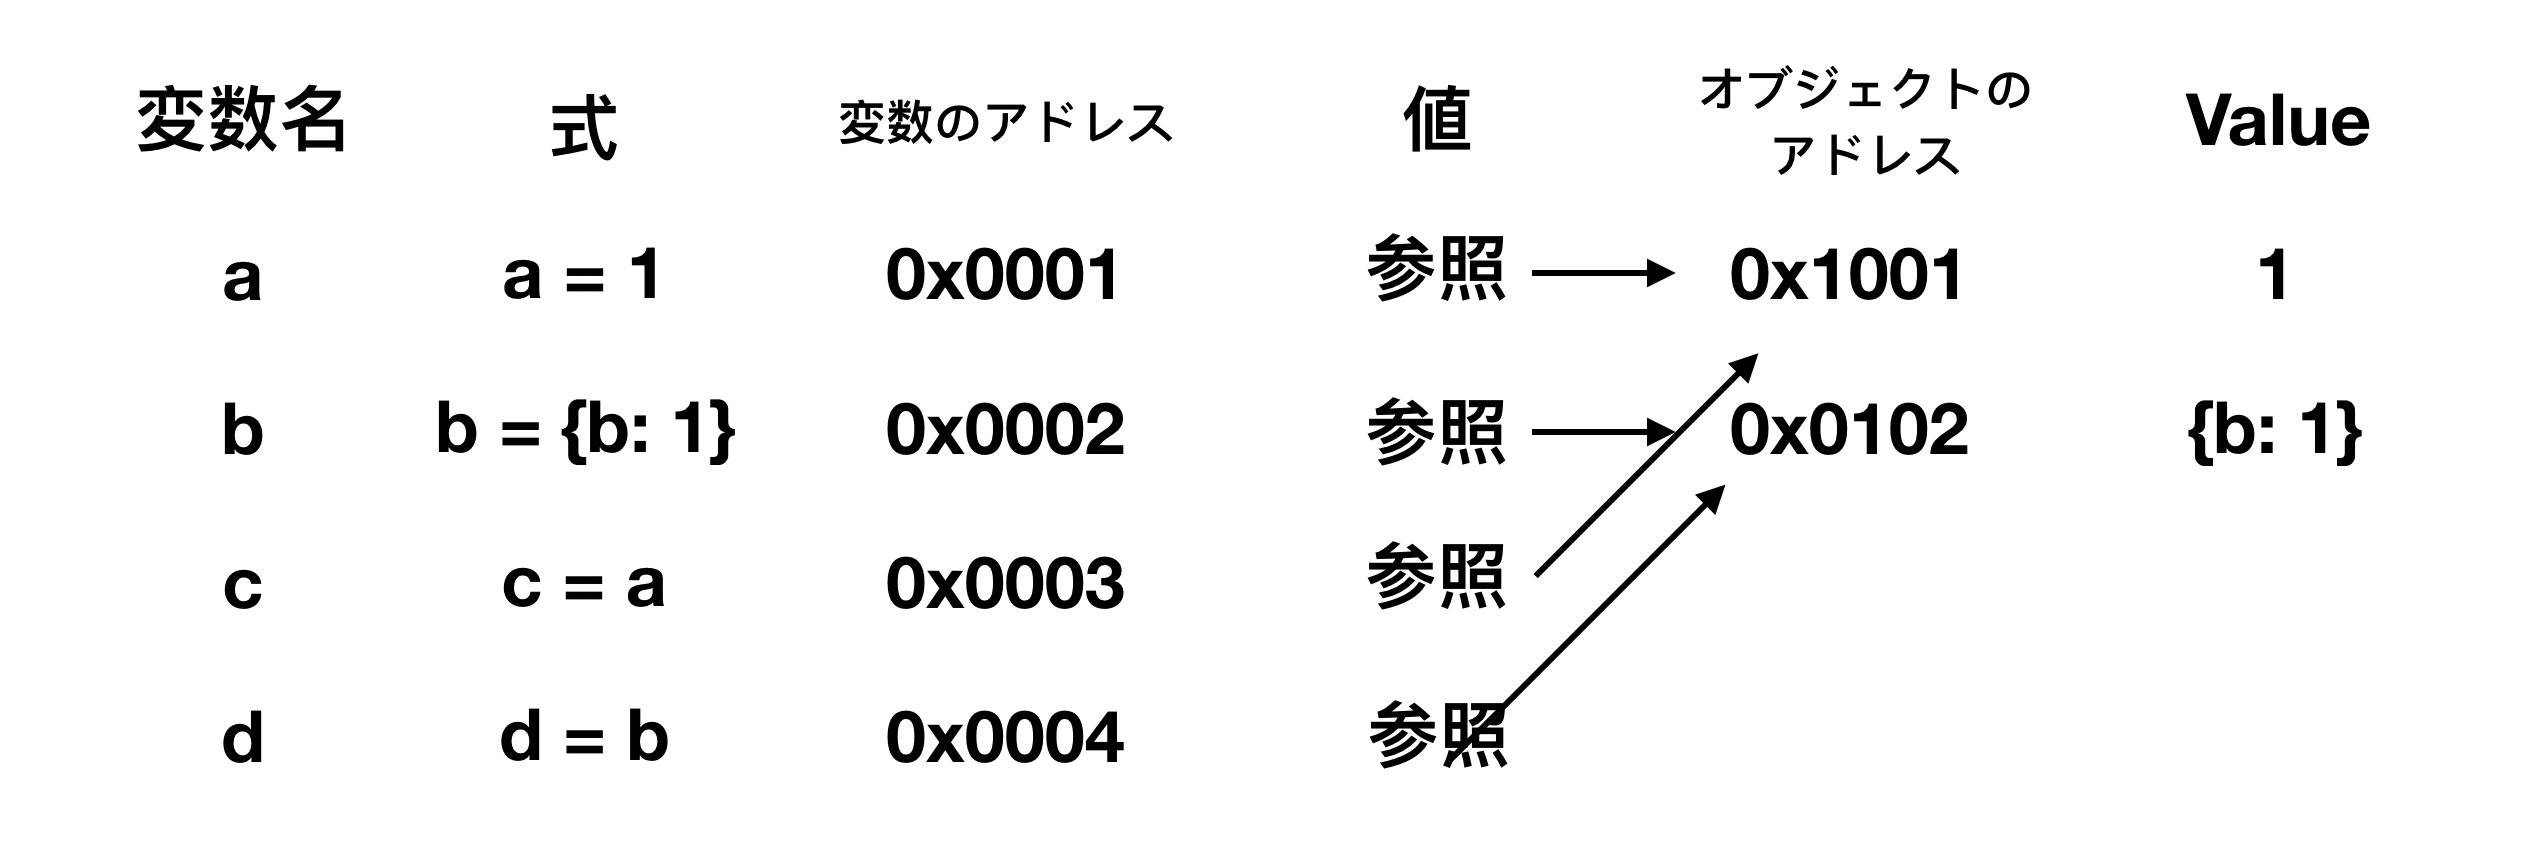 変数名 式 変数のアドレス 値 オブジェクトの
アドレス Value
a a = 1 0x0001 参照 0x1001 1
b b = {b: 1} 0x0002 参照 0x0102 {b: 1}
c c = a 0x0003 参照
d d = b 0x0004 参照